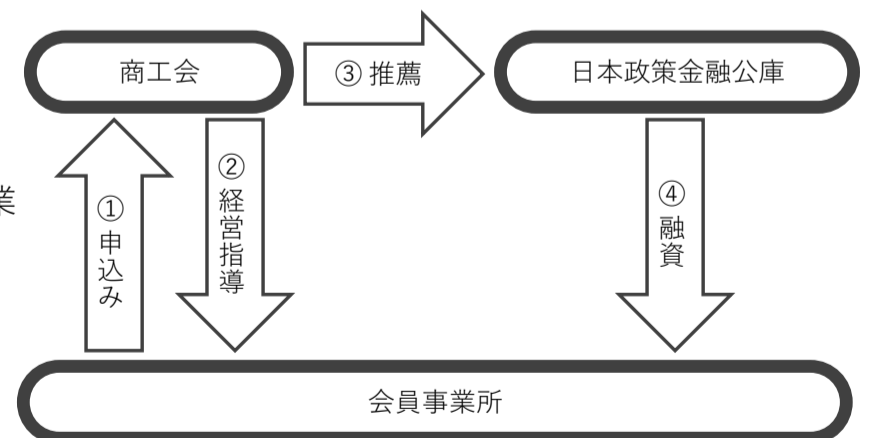 商工会
③ 推薦
日本政策金融公庫
業
① 申込み
② 経営指導
④ 融資
会員事業所